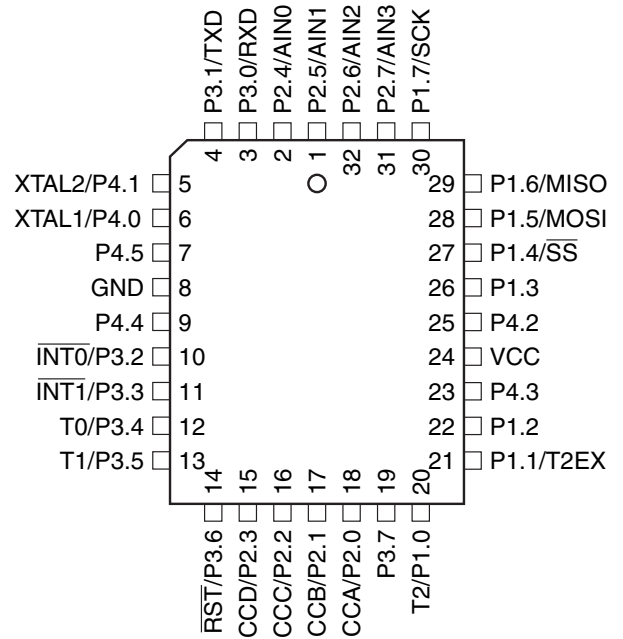 P3.1/TXD
P3.0/RXD
P2.4/AIN0
P2.5/AIN1
P2.6/AIN2
P2.7/AIN3
P1.7/SCK
4
3
2
1
32
31
30
XTAL2/P4.1 5
XTAL1/P4.0 6
P4.5 7
GND 8
P4.4 9
INT0/P3.2 10
INT1/P3.3 11
T0/P3.4 12
T1/P3.5 13
29 P1.6/MISO
28 P1.5/MOSI
27 P1.4/SS
26 P1.3
25 P4.2
24 VCC
23 P4.3
22 P1.2
21 P1.1/T2EX
14
15
16
17
18
19
20
RST/P3.6
CCD/P2.3
CCC/P2.2
CCB/P2.1
CCA/P2.0
P3.7
T2/P1.0